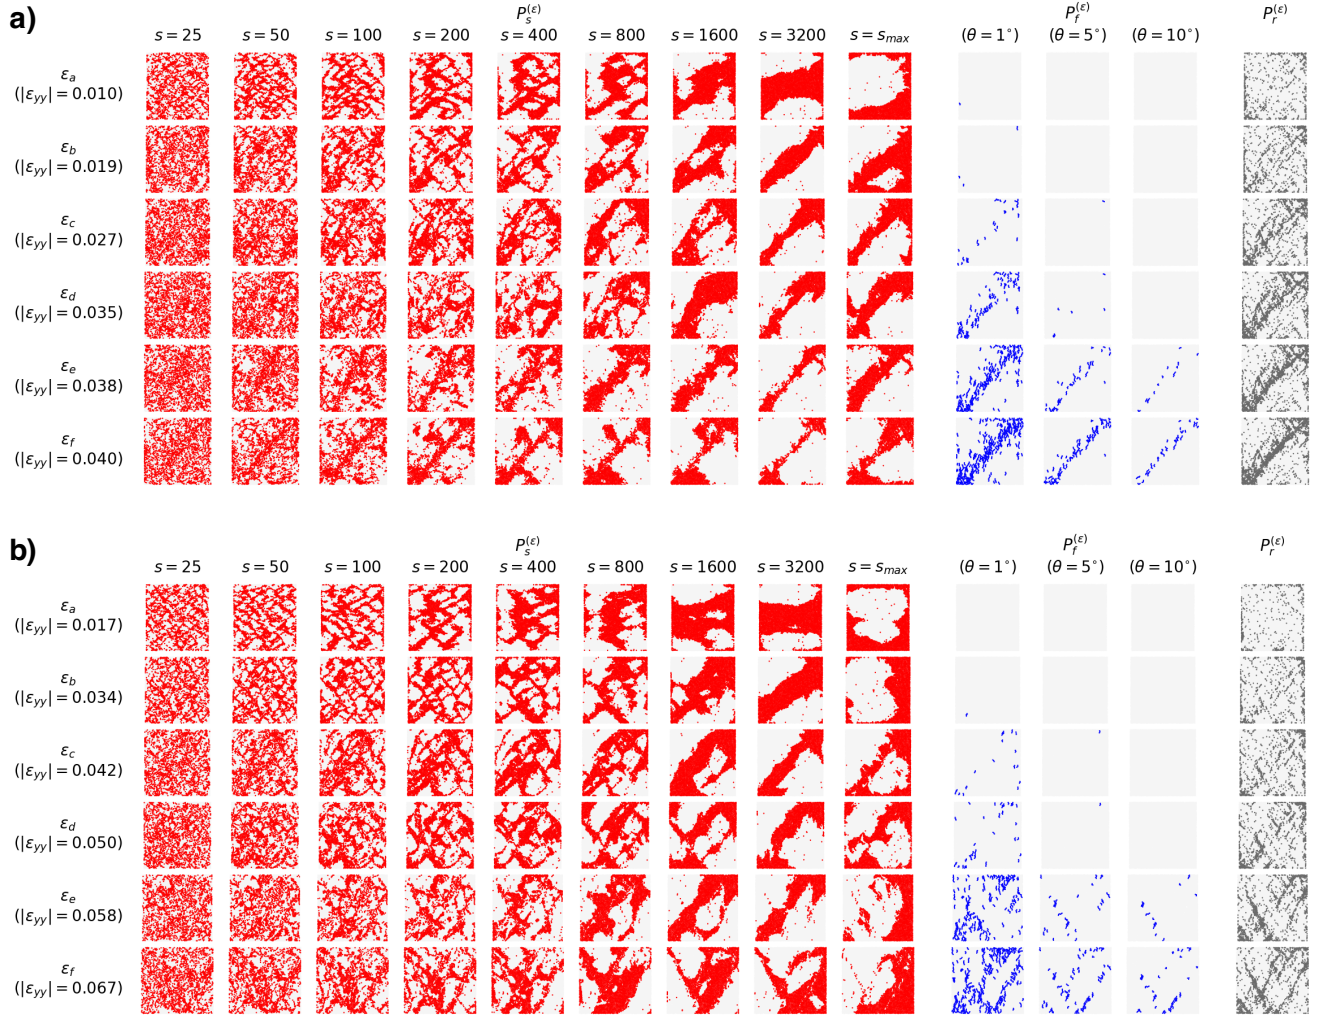 a)
P_s^(ε) P_f^(ε) P_r^(ε)
s = 25 s = 50 s = 100 s = 200 s = 400 s = 800 s = 1600 s = 3200 s = s_max (θ = 1°) (θ = 5°) (θ = 10°)
ε_a
(|ε_yy| = 0.010)
ε_b
(|ε_yy| = 0.019)
ε_c
(|ε_yy| = 0.027)
ε_d
(|ε_yy| = 0.035)
ε_e
(|ε_yy| = 0.038)
ε_f
(|ε_yy| = 0.040)
b)
P_s^(ε) P_f^(ε) P_r^(ε)
s = 25 s = 50 s = 100 s = 200 s = 400 s = 800 s = 1600 s = 3200 s = s_max (θ = 1°) (θ = 5°) (θ = 10°)
ε_a
(|ε_yy| = 0.017)
ε_b
(|ε_yy| = 0.034)
ε_c
(|ε_yy| = 0.042)
ε_d
(|ε_yy| = 0.050)
ε_e
(|ε_yy| = 0.058)
ε_f
(|ε_yy| = 0.067)